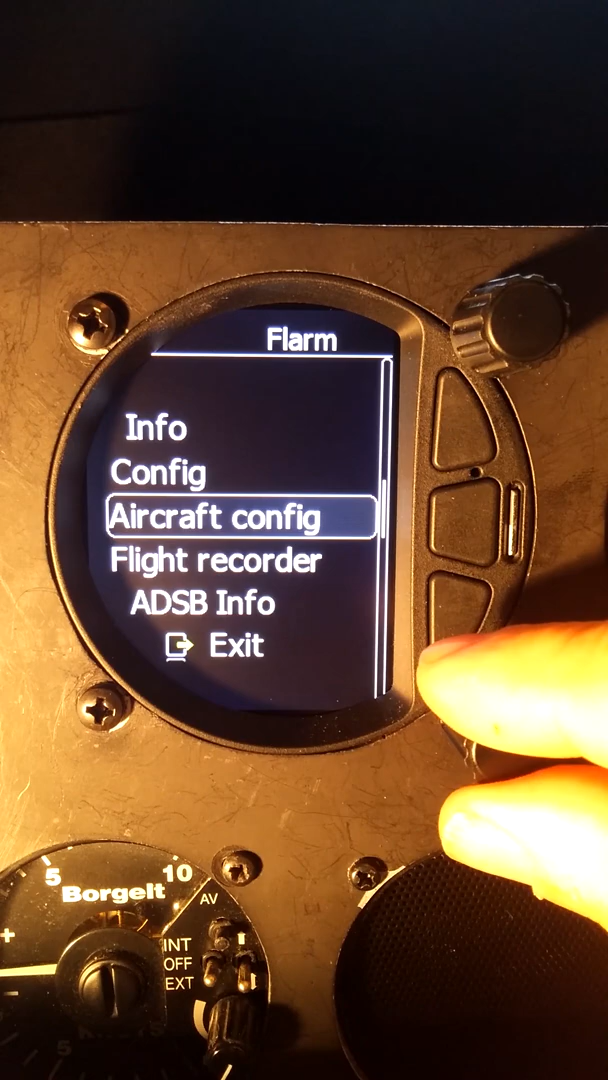 Flarm
Info
Config
Aircraft config
Flight recorder
ADSB Info
Exit
5
10
Borgelt
AV
+
INT
OFF
EXT
-
5